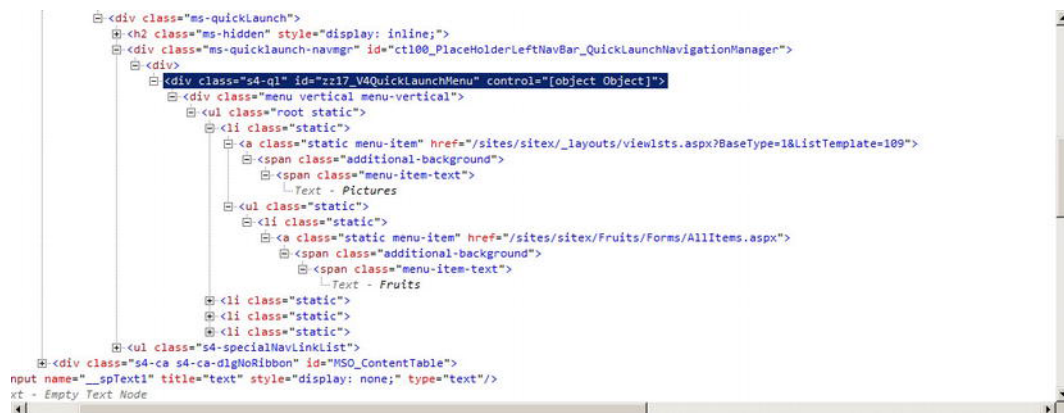 <div class="ms-quickLaunch">
<h2 class="ms-hidden" style="display: inline;">
<div class="ms-quicklaunch-navmgr" id="ctl00_PlaceHolderLeftNavBar_QuickLaunchNavigationManager">
<div>
<div class="s4-ql" id="zz17_V4QuickLaunchMenu" control="[object Object]">
<div class="menu vertical menu-vertical">
<ul class="root static">
<li class="static">
<a class="static menu-item" href="/sites/sitex/_layouts/viewlsts.aspx?BaseType=1&ListTemplate=109">
<span class="additional-background">
<span class="menu-item-text">
Text - Pictures
<ul class="static">
<li class="static">
<a class="static menu-item" href="/sites/sitex/Fruits/Forms/AllItems.aspx">
<span class="additional-background">
<span class="menu-item-text">
Text - Fruits
<li class="static">
<li class="static">
<li class="static">
<ul class="s4-specialNavLinkList">
<div class="s4-ca s4-ca-dlgNoRibbon" id="MSO_ContentTable">
nput name="__spText1" title="text" style="display: none;" type="text"/>
xt - Empty Text Node